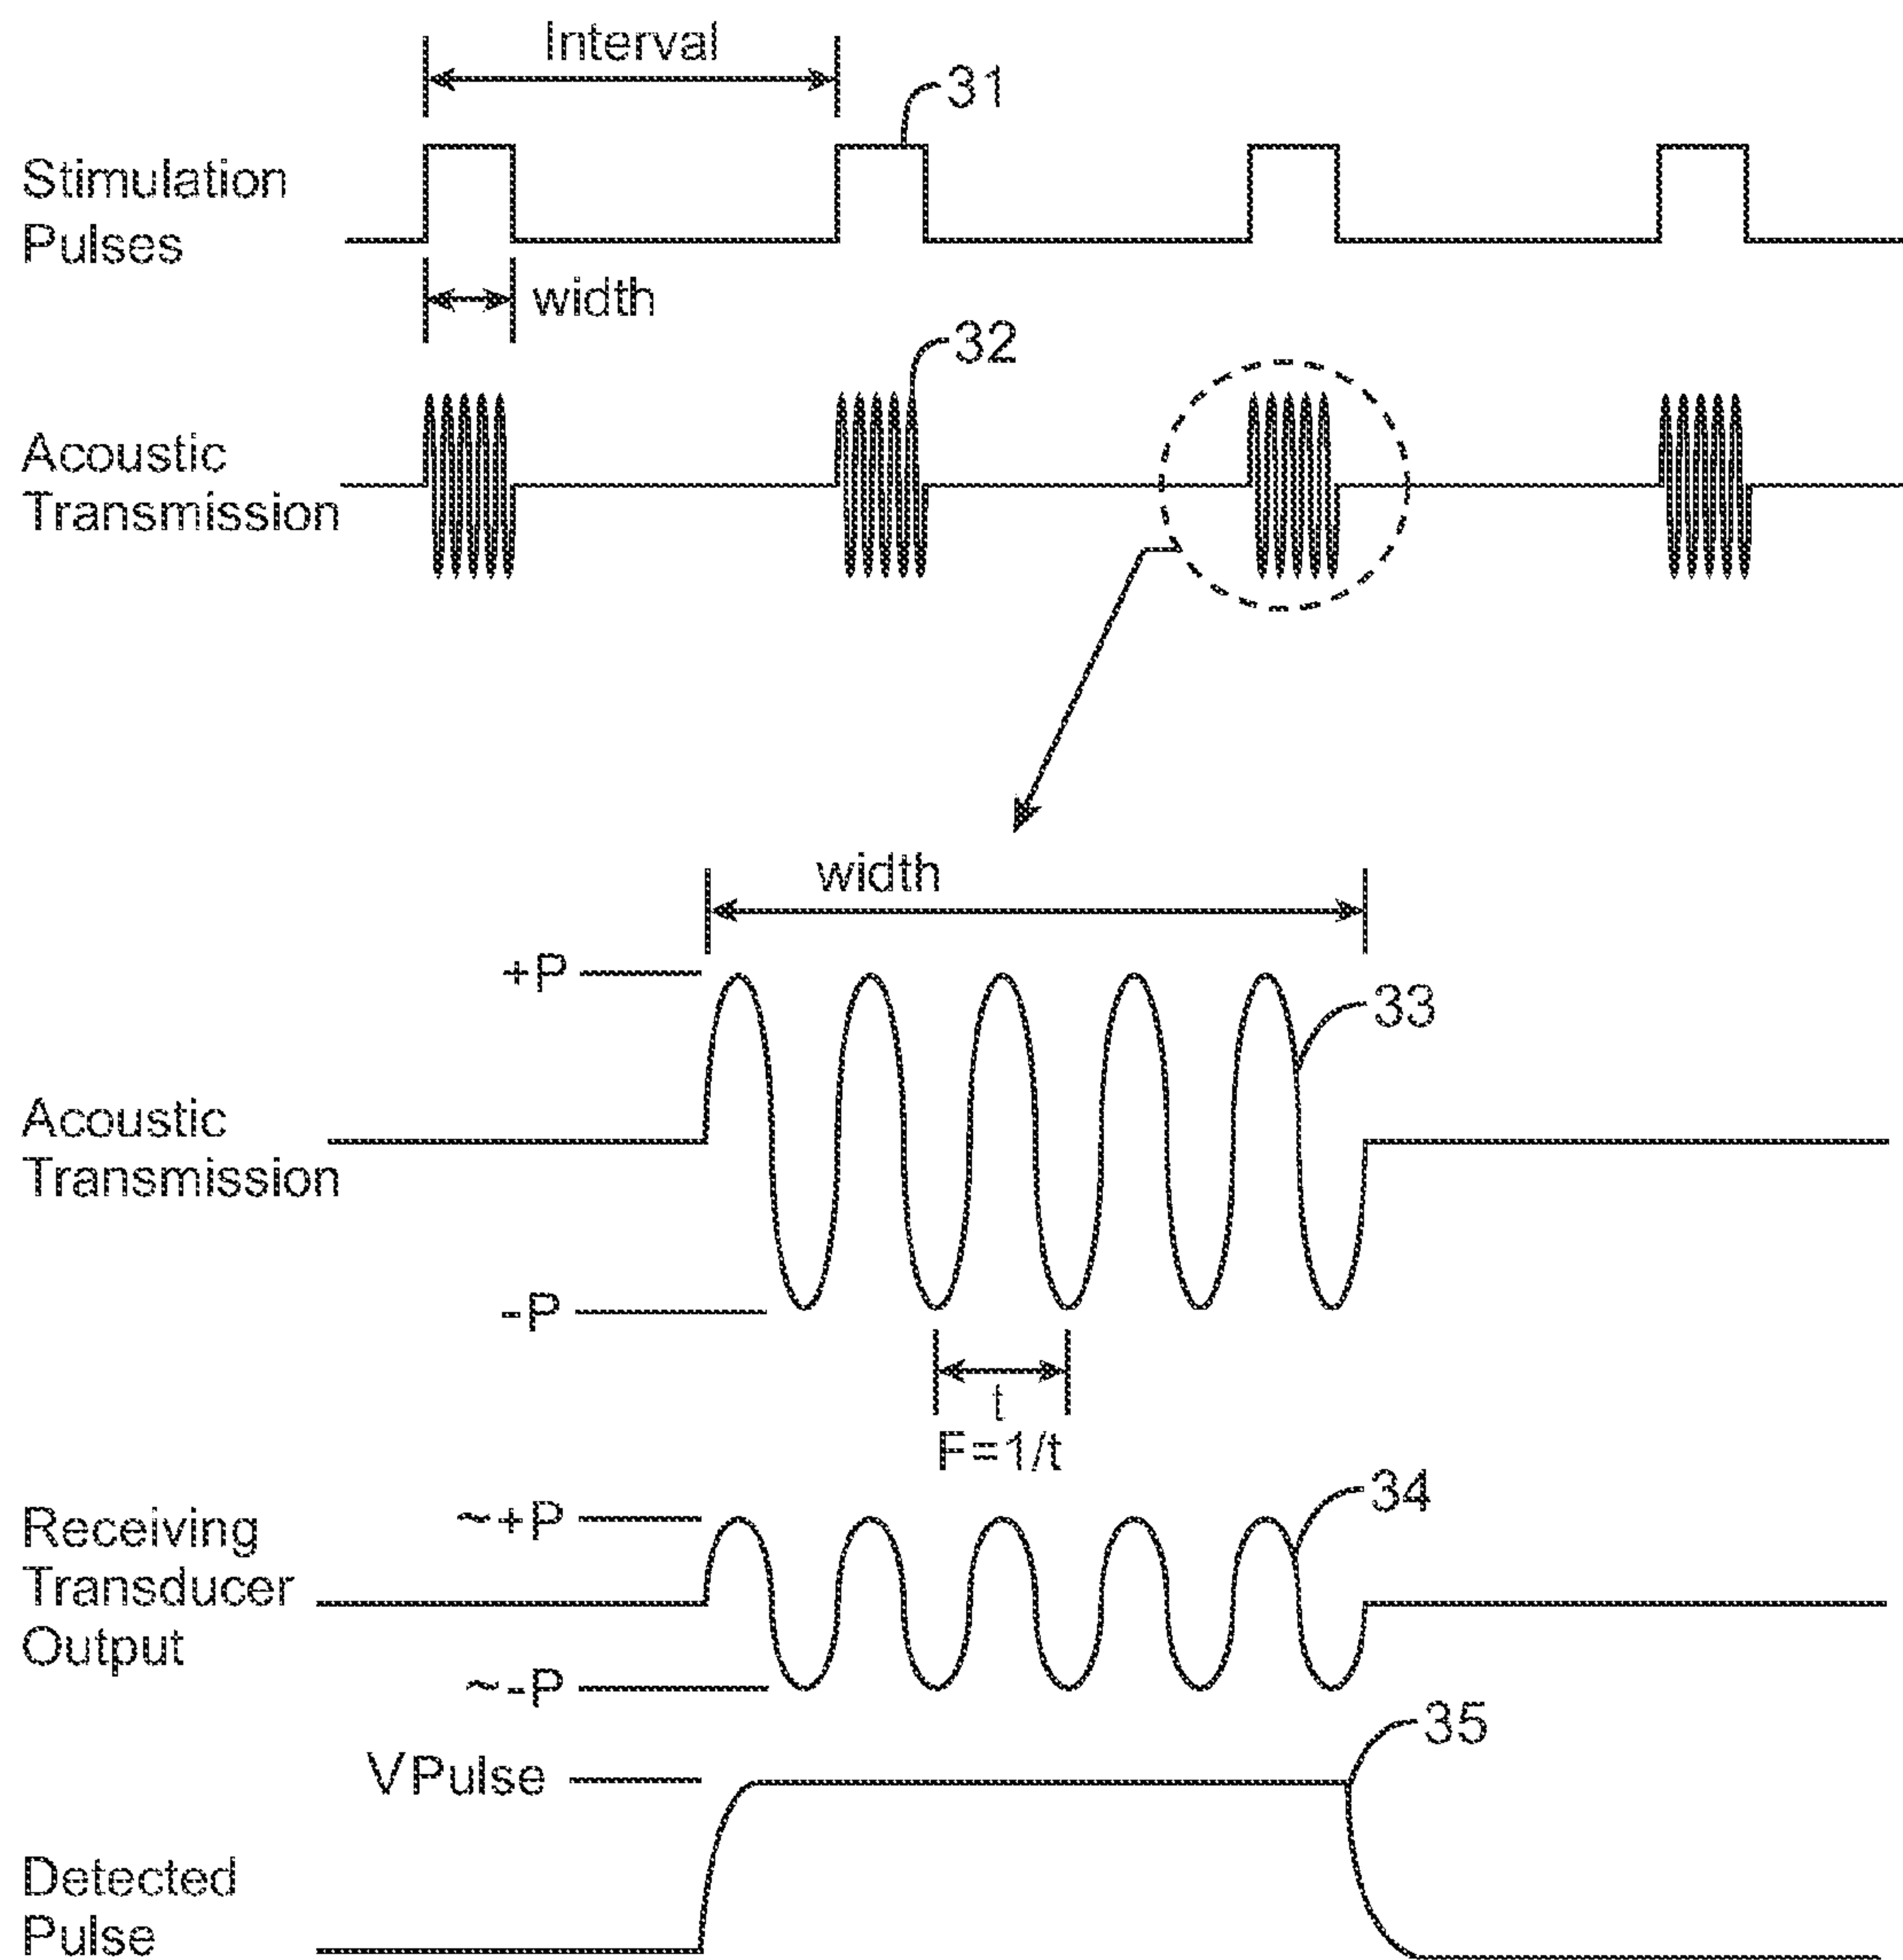 Interval
31
Stimulation
Pulses
width
32
Acoustic
Transmission
width
+P
33
Acoustic
Transmission
-P
t
F=1/t
34
~+P
Receiving
Transducer
Output
~-P
35
VPulse
Detected
Pulse